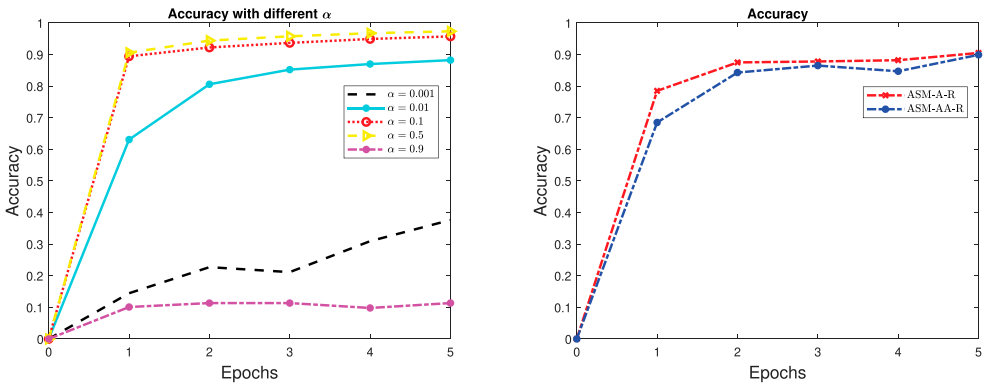 Accuracy with different α
1
0.9
0.8
0.7
0.6
0.5
0.4
0.3
0.2
0.1
0
Accuracy
α = 0.001
α = 0.01
α = 0.1
α = 0.5
α = 0.9
0 1 2 3 4 5
Epochs
Accuracy
1
0.9
0.8
0.7
0.6
0.5
0.4
0.3
0.2
0.1
0
Accuracy
ASM-A-R
ASM-AA-R
0 1 2 3 4 5
Epochs